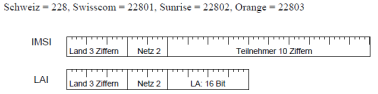 Schweiz = 228, Swisscom = 22801, Sunrise = 22802, Orange = 22803
IMSI
Land 3 Ziffern Netz 2 Teilnehmer 10 Ziffern
LAI
Land 3 Ziffern Netz 2 LA: 16 Bit